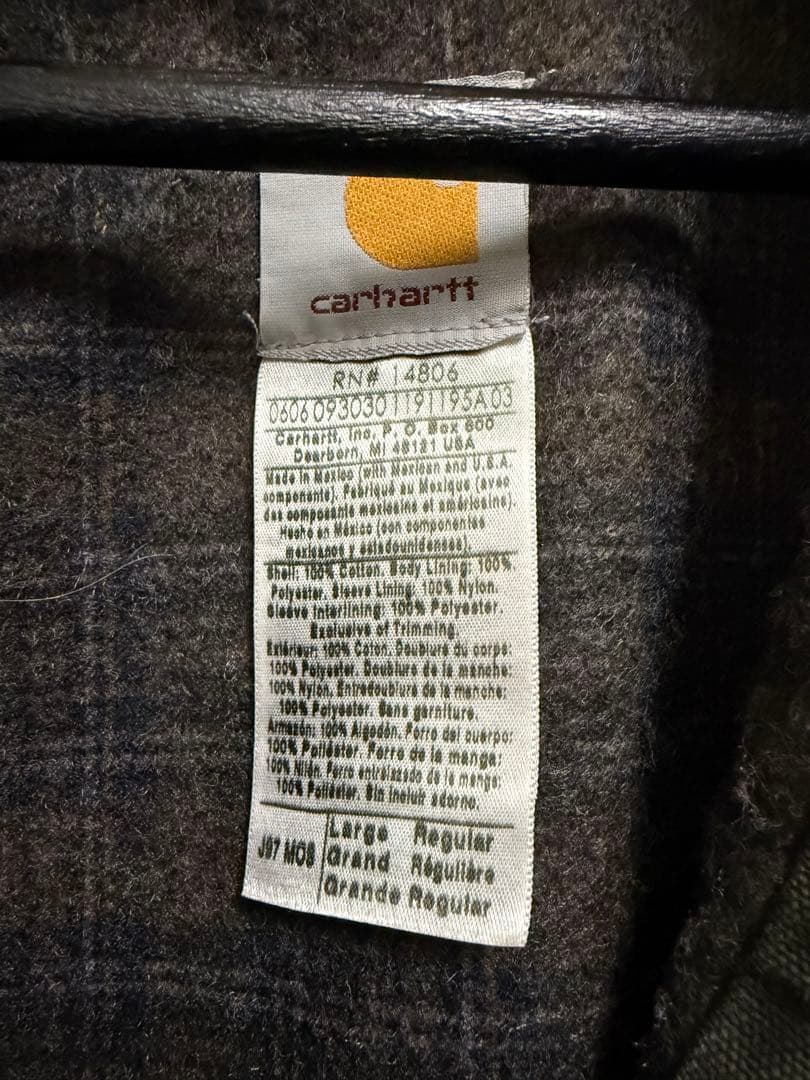 carhartt
RN# 14806
0606 093030 1191195A 03
Carhartt, Inc. P. O. Box 600
Dearborn, MI 48121 USA
Made in Mexico (with Mexican and U.S.A.
components). Fabriqué au Mexique (avec
des composants mexicains et américains).
Hecho en México (con componentes
mexicanos y estadounidenses).
Shell: 100% Cotton. Body Lining: 100%
Polyester. Sleeve Lining: 100% Nylon.
Sleeve Interlining: 100% Polyester.
Exclusive of Trimming.
Extérieur: 100% Coton. Doublure du corps:
100% Polyester. Doublure de la manche:
100% Nylon. Entredoublure de la manche:
100% Polyester. Sans garniture.
Armazón: 100% Algodón. Forro del cuerpo:
100% Poliéster. Forro de la manga:
100% Nilón. Forro entrelazado de la manga:
100% Poliéster. Sin incluir adorno.
J97 MOS
Large Regular
Grand Régulière
Grande Regular